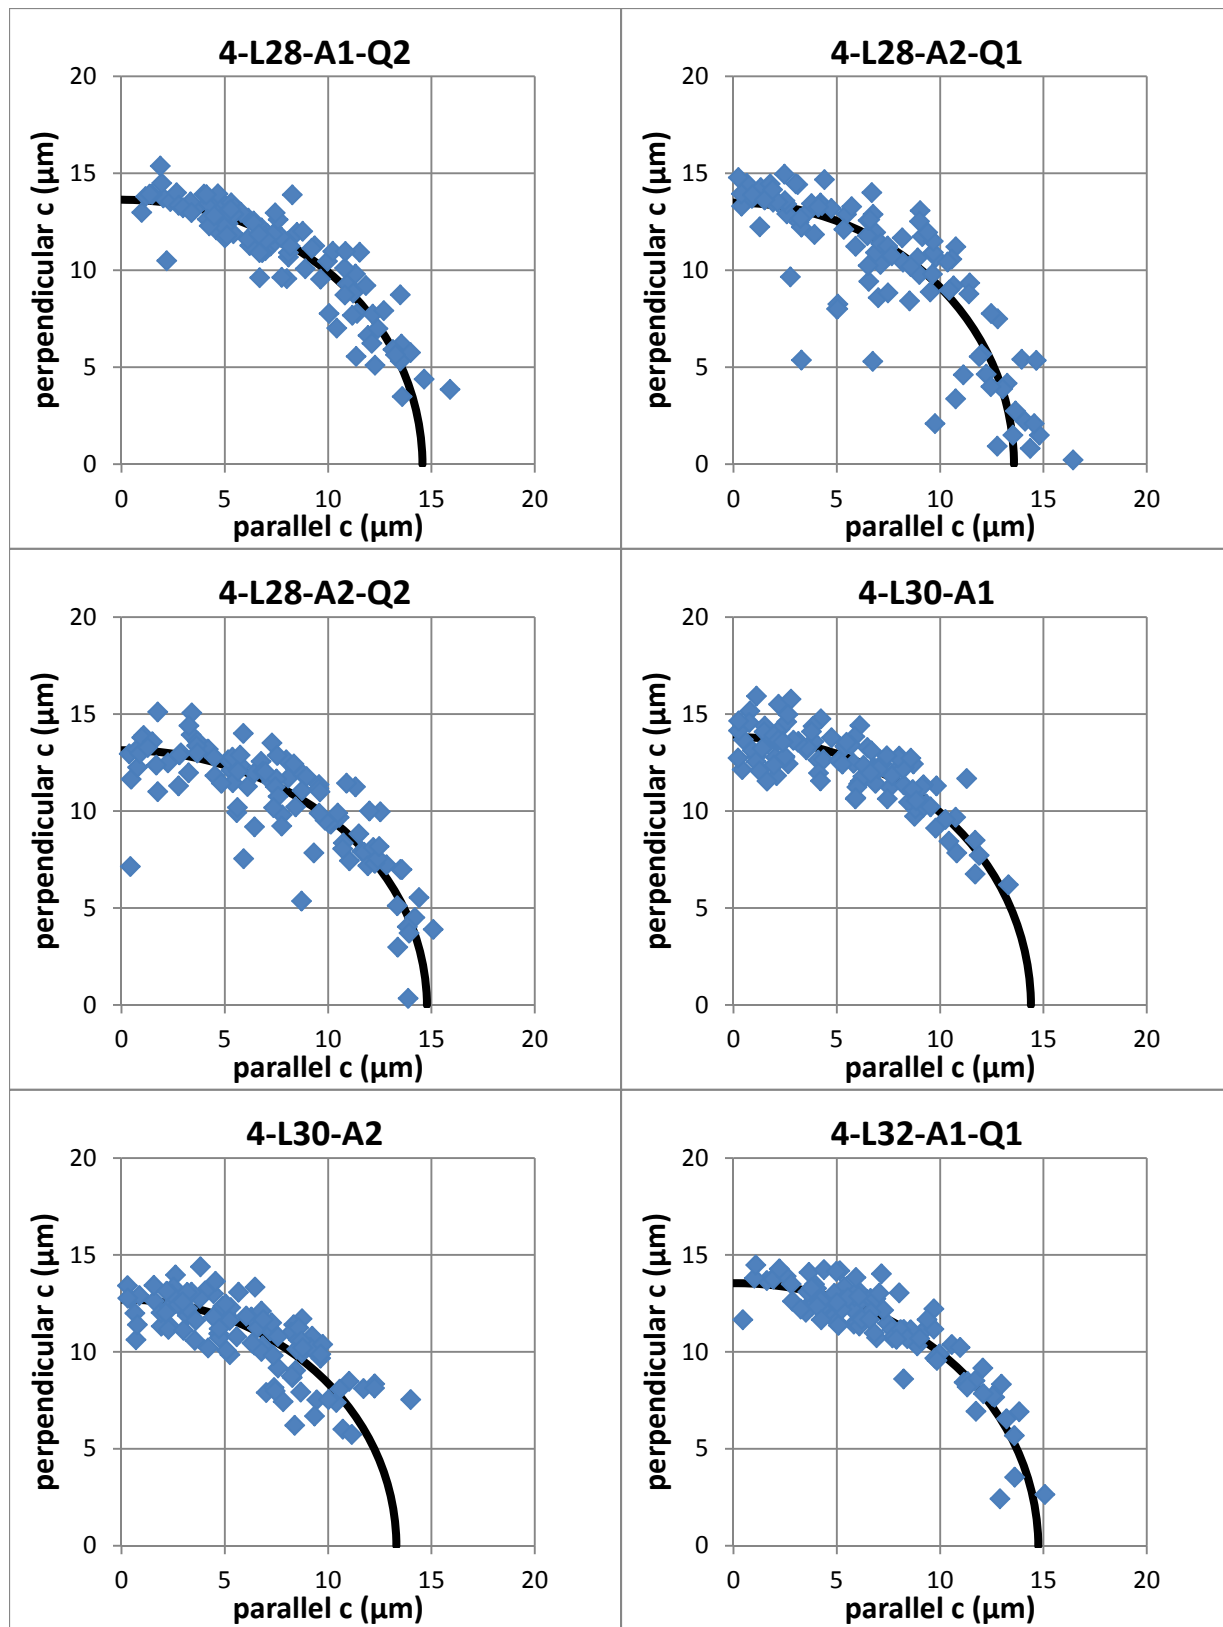 4-L28-A1-Q2
20
15
10
5
0
0 5 10 15 20
perpendicular c (µm)
parallel c (µm)
4-L28-A2-Q1
20
15
10
5
0
0 5 10 15 20
perpendicular c (µm)
parallel c (µm)
4-L28-A2-Q2
20
15
10
5
0
0 5 10 15 20
perpendicular c (µm)
parallel c (µm)
4-L30-A1
20
15
10
5
0
0 5 10 15 20
perpendicular c (µm)
parallel c (µm)
4-L30-A2
20
15
10
5
0
0 5 10 15 20
perpendicular c (µm)
parallel c (µm)
4-L32-A1-Q1
20
15
10
5
0
0 5 10 15 20
perpendicular c (µm)
parallel c (µm)